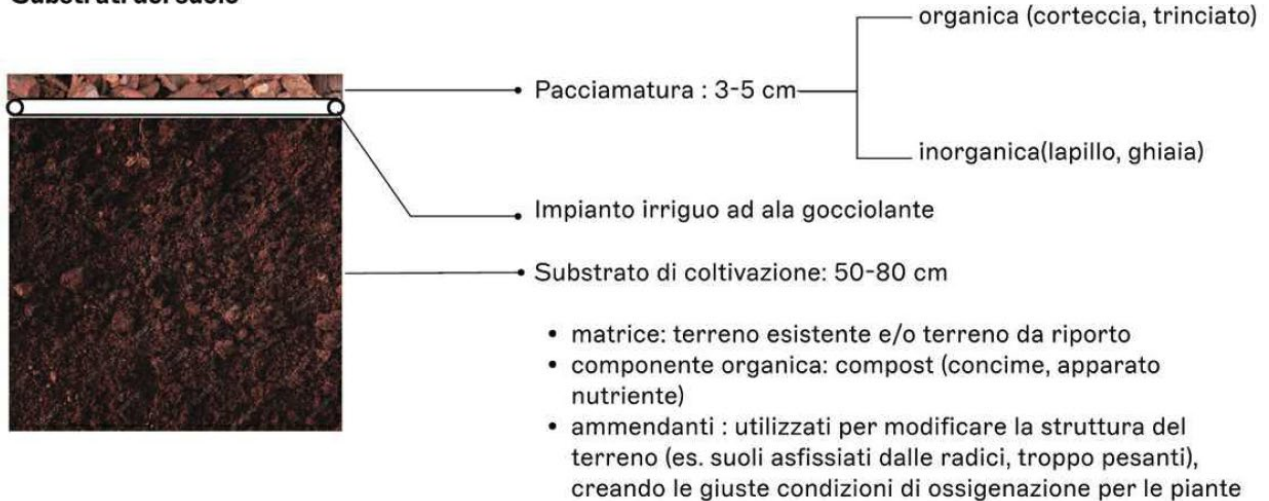 organica (corteccia, trinciato)
Pacciamatura : 3-5 cm
inorganica(lapillo, ghiaia)
Impianto irriguo ad ala gocciolante
Substrato di coltivazione: 50-80 cm
• matrice: terreno esistente e/o terreno da riporto
• componente organica: compost (concime, apparato
nutriente)
• ammendanti : utilizzati per modificare la struttura del
terreno (es. suoli asfissiati dalle radici, troppo pesanti),
creando le giuste condizioni di ossigenazione per le piante